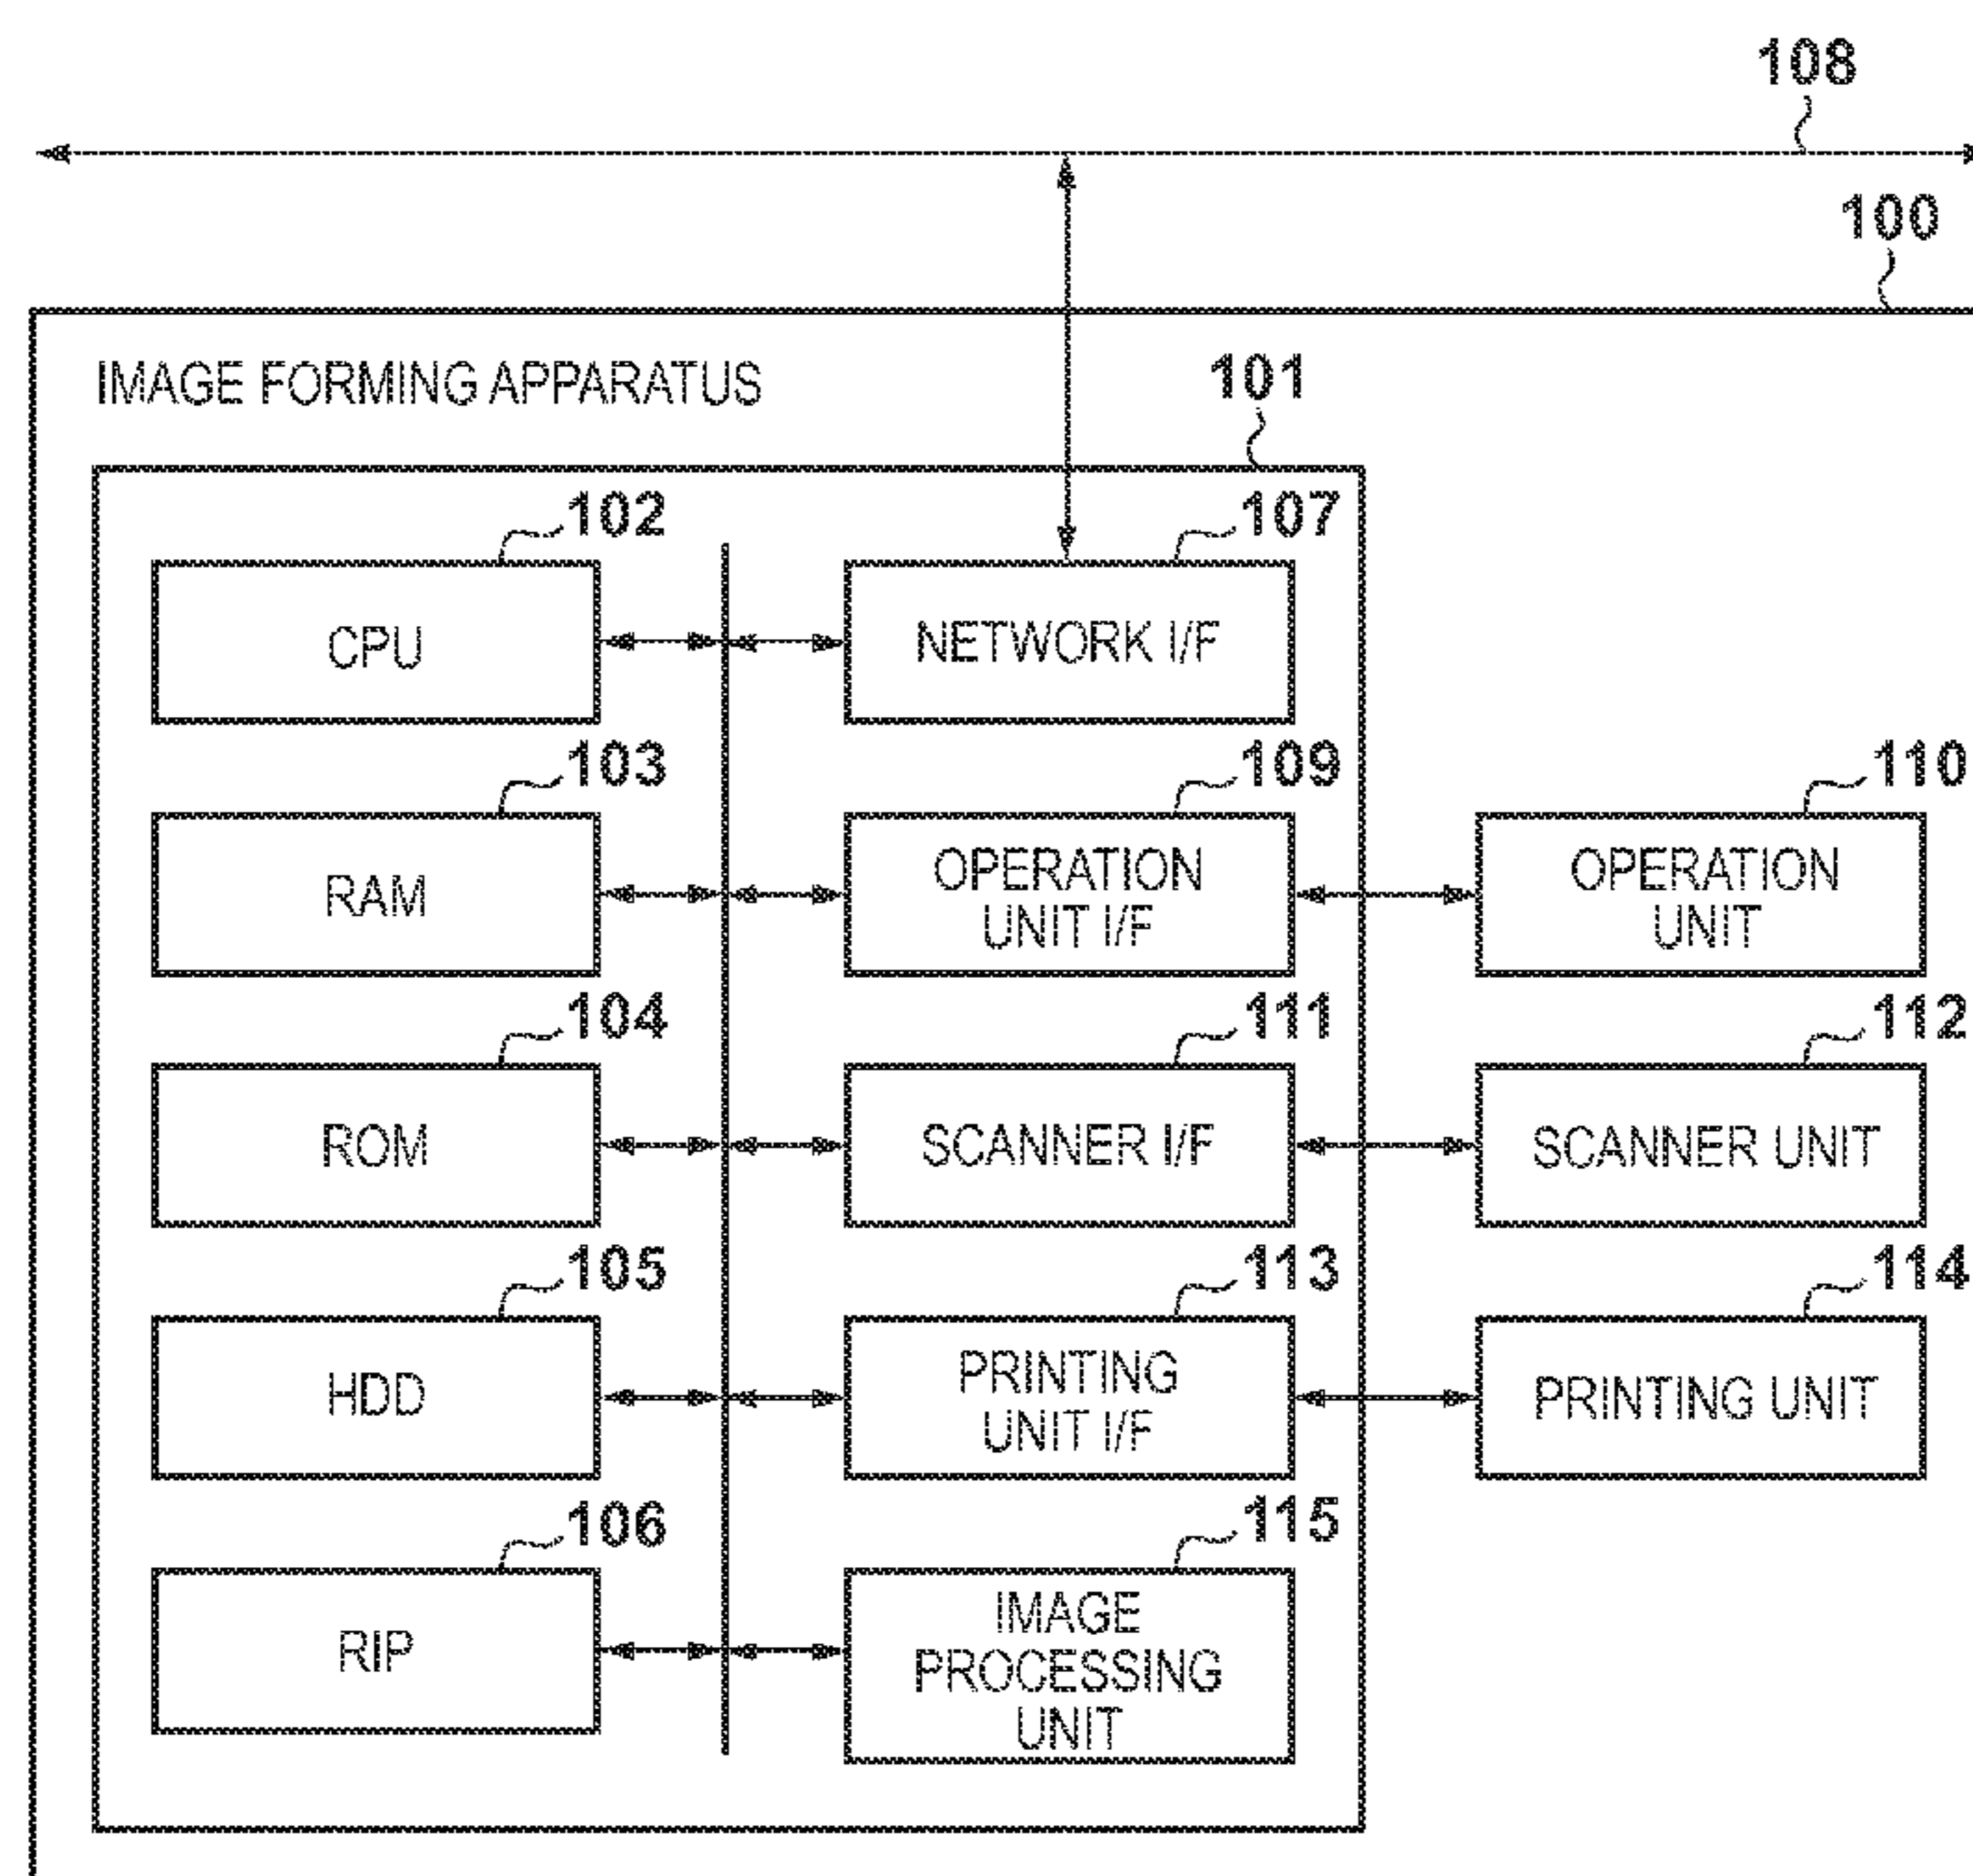 108
100
IMAGE FORMING APPARATUS
101
102
107
CPU
NETWORK I/F
103
109
110
RAM
OPERATION
UNIT I/F
OPERATION
UNIT
104
111
112
ROM
SCANNER I/F
SCANNER UNIT
105
113
114
HDD
PRINTING
UNIT I/F
PRINTING UNIT
106
115
RIP
IMAGE
PROCESSING
UNIT